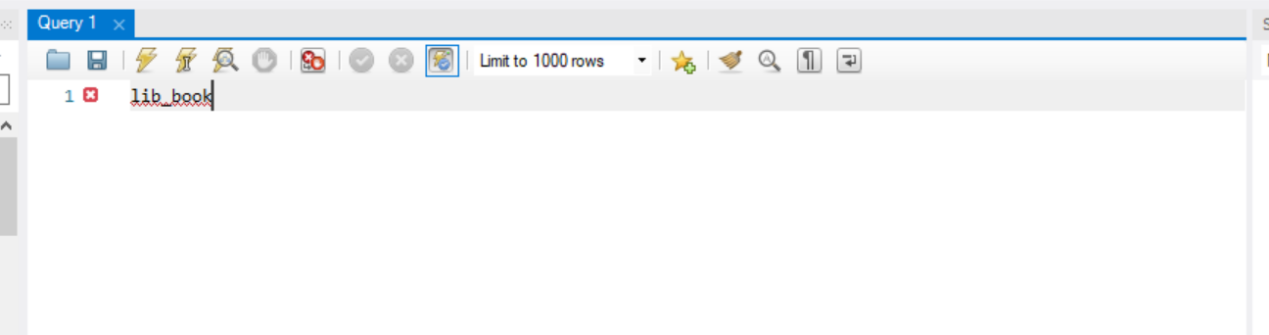 Query 1
Limit to 1000 rows
1 lib_book